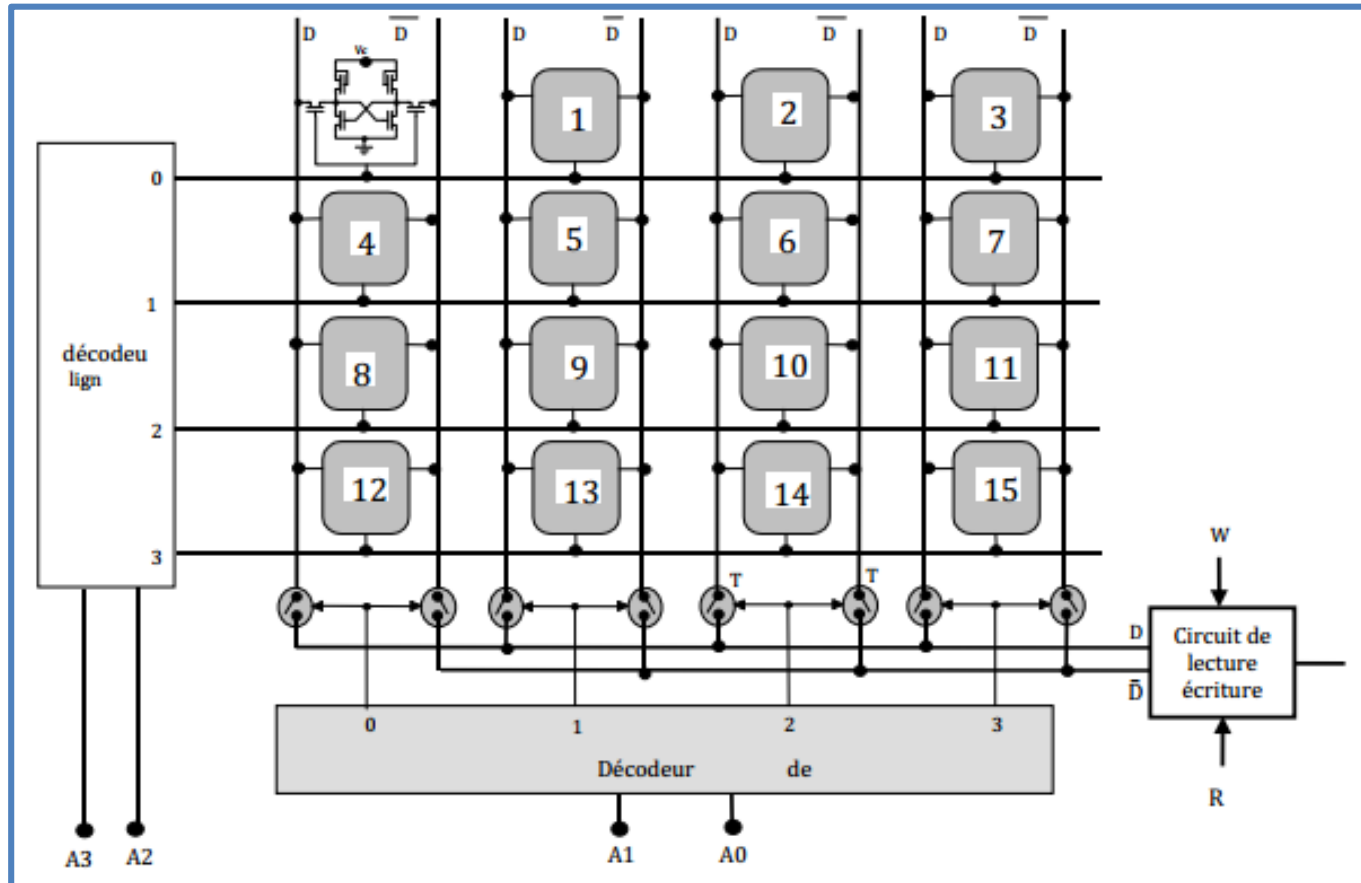 D D D D D D D D
Vc
1 2 3
0
4 5 6 7
1
décodeu
lign
8 9 10 11
2
12 13 14 15
3
T T
W
D
Circuit de
lecture
écriture
D̄
0 1 2 3
Décodeur de
R
A3 A2 A1 A0